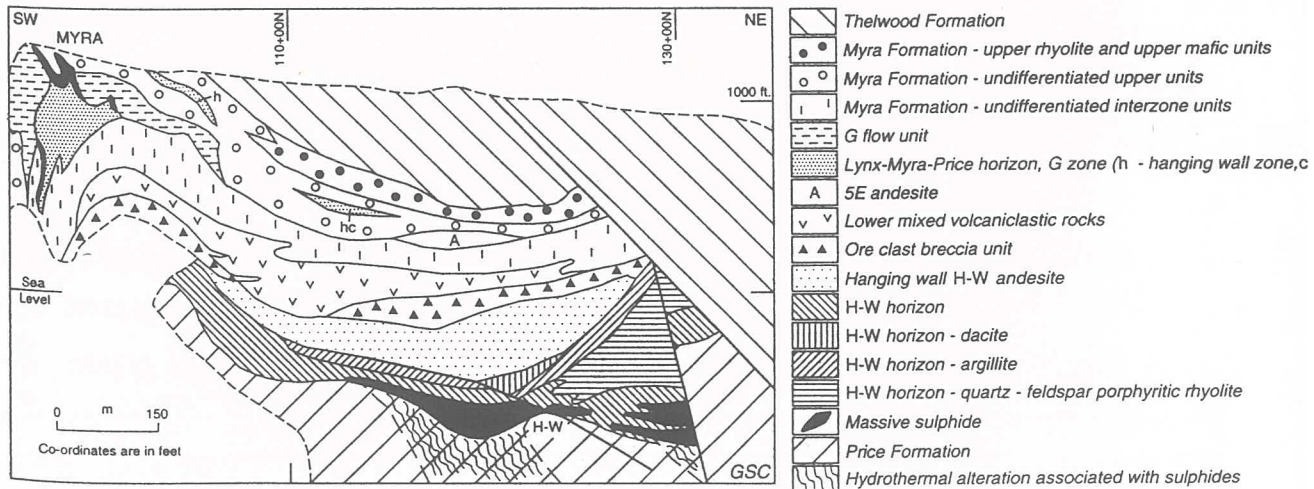 SW
NE
MYRA
110+00N
130+00N
1000 ft.
h
hc
A
Sea
Level
0 m 150
Co-ordinates are in feet
H-W
GSC
Thelwood Formation
Myra Formation - upper rhyolite and upper mafic units
Myra Formation - undifferentiated upper units
Myra Formation - undifferentiated interzone units
G flow unit
Lynx-Myra-Price horizon, G zone (h - hanging wall zone,c
A 5E andesite
Lower mixed volcaniclastic rocks
Ore clast breccia unit
Hanging wall H-W andesite
H-W horizon
H-W horizon - dacite
H-W horizon - argillite
H-W horizon - quartz - feldspar porphyritic rhyolite
Massive sulphide
Price Formation
Hydrothermal alteration associated with sulphides